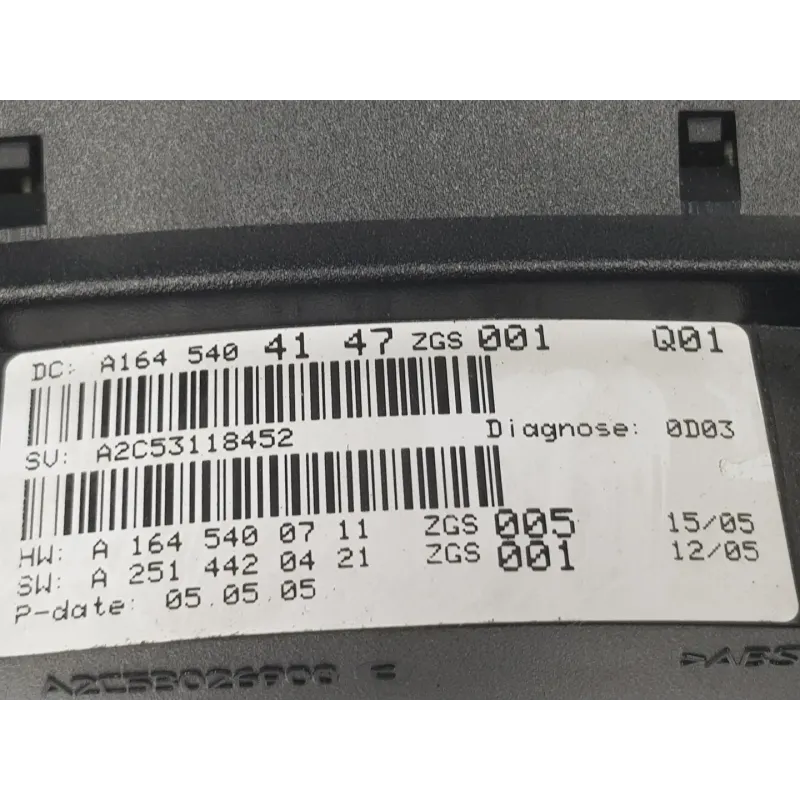 DC: A164 540 41 47 ZGS 001 Q01
SV: A2C53118452 Diagnose: 0D03
HW: A 164 540 07 11 ZGS 005 15/05
SW: A 251 442 04 21 ZGS 001 12/05
P-date: 05.05.05
>ABS